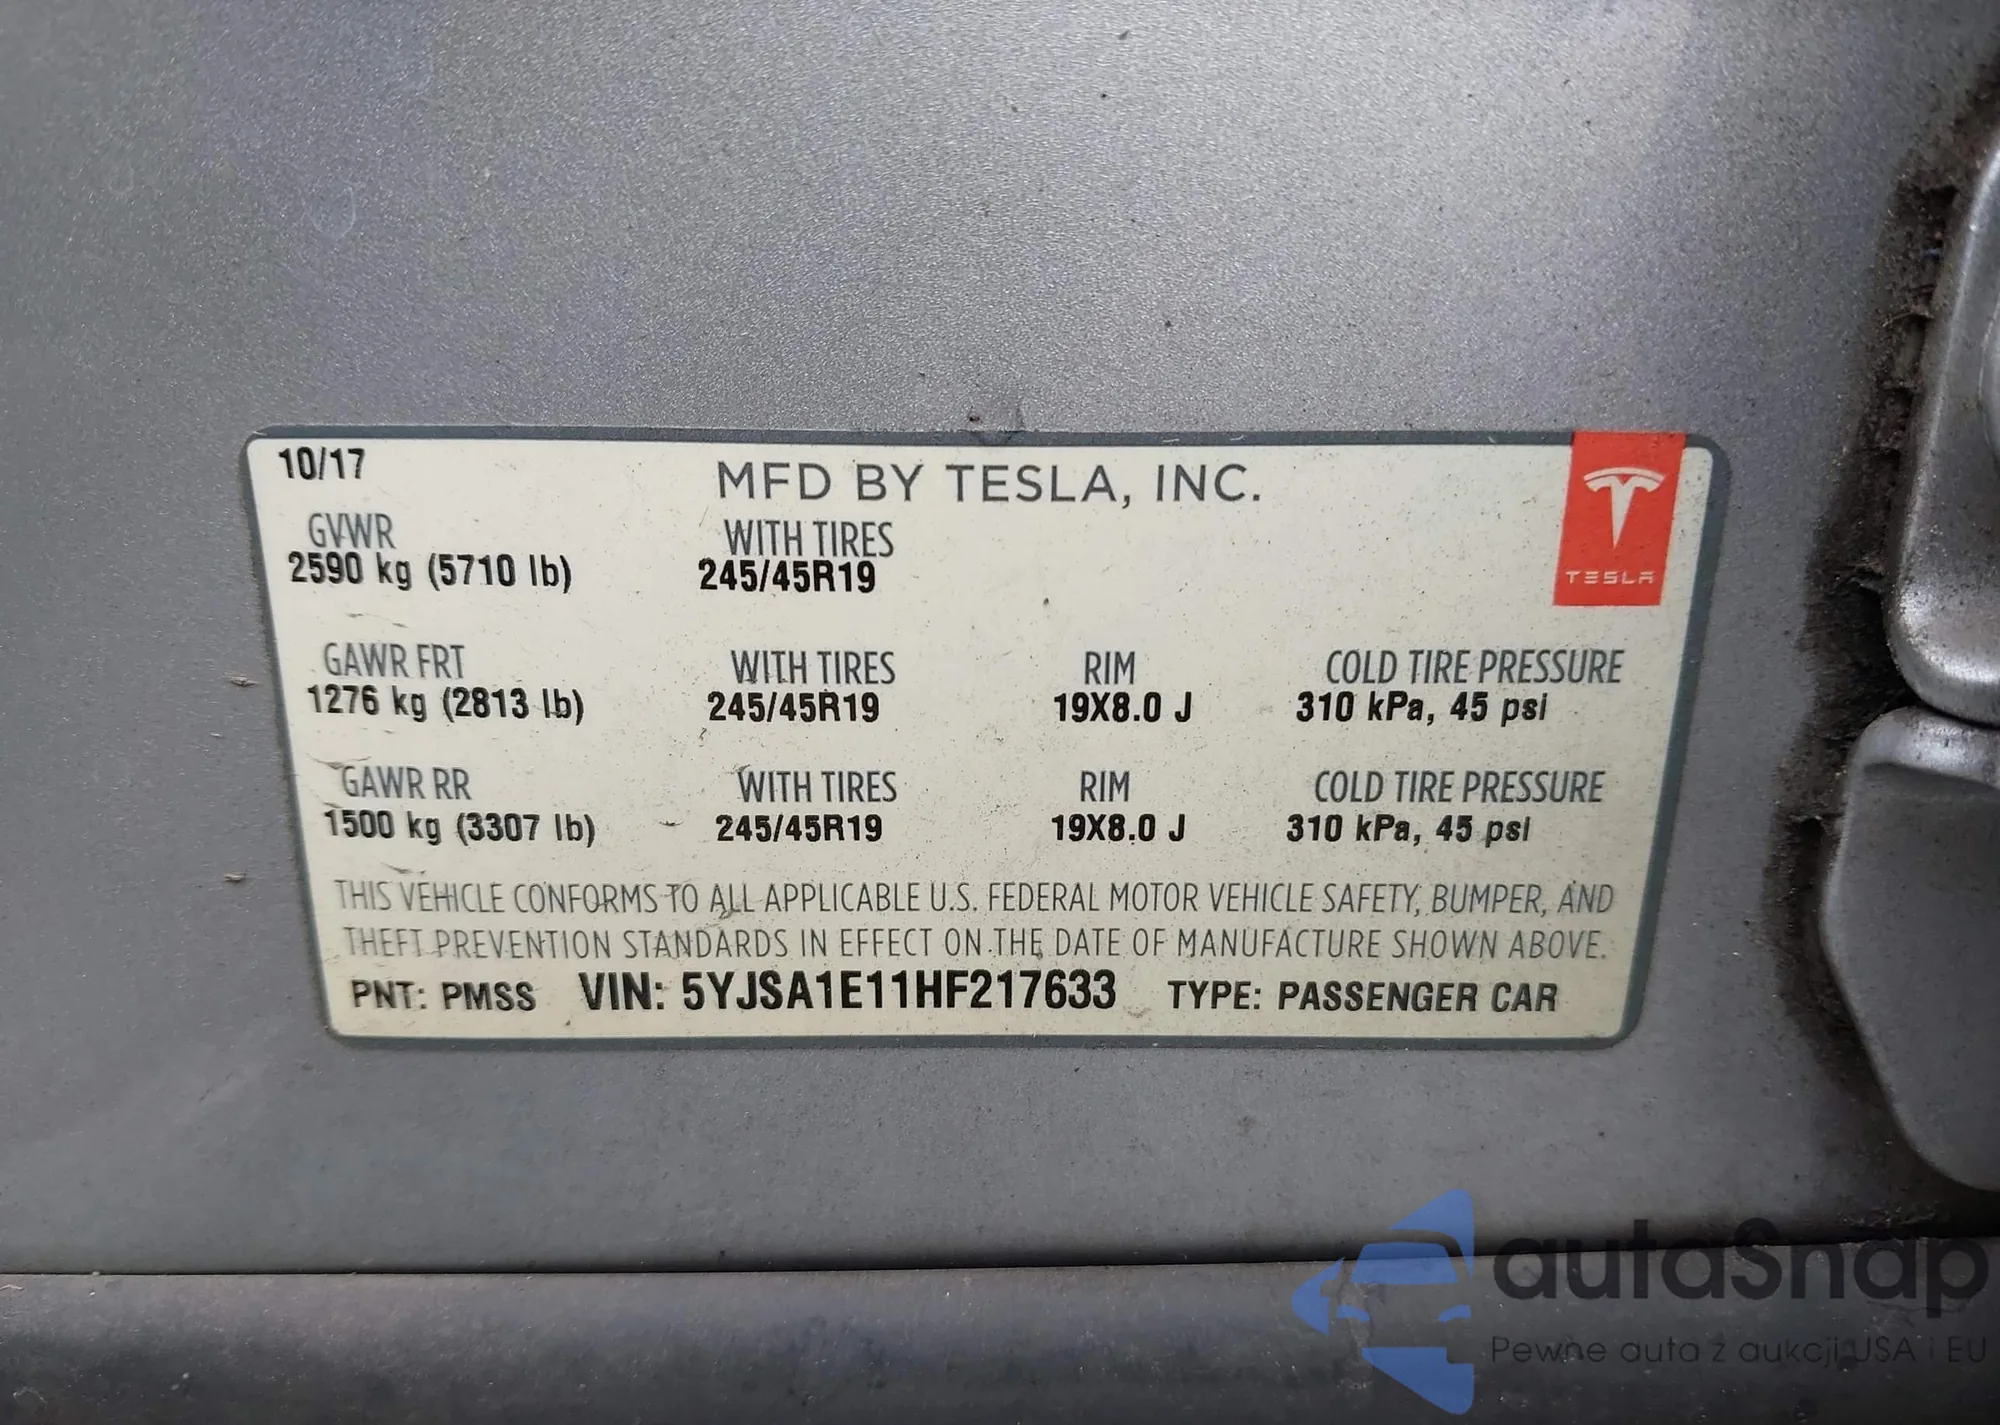 10/17 MFD BY TESLA, INC.
GVWR WITH TIRES
2590 kg (5710 lb) 245/45R19
TESLA
GAWR FRT WITH TIRES RIM COLD TIRE PRESSURE
1276 kg (2813 lb) 245/45R19 19X8.0 J 310 kPa, 45 psi
GAWR RR WITH TIRES RIM COLD TIRE PRESSURE
1500 kg (3307 lb) 245/45R19 19X8.0 J 310 kPa, 45 psi
THIS VEHICLE CONFORMS TO ALL APPLICABLE U.S. FEDERAL MOTOR VEHICLE SAFETY, BUMPER, AND
THEFT PREVENTION STANDARDS IN EFFECT ON THE DATE OF MANUFACTURE SHOWN ABOVE.
PNT: PMSS VIN: 5YJSA1E11HF217633 TYPE: PASSENGER CAR
autaSnap
Pewne auta z aukcji USA i EU